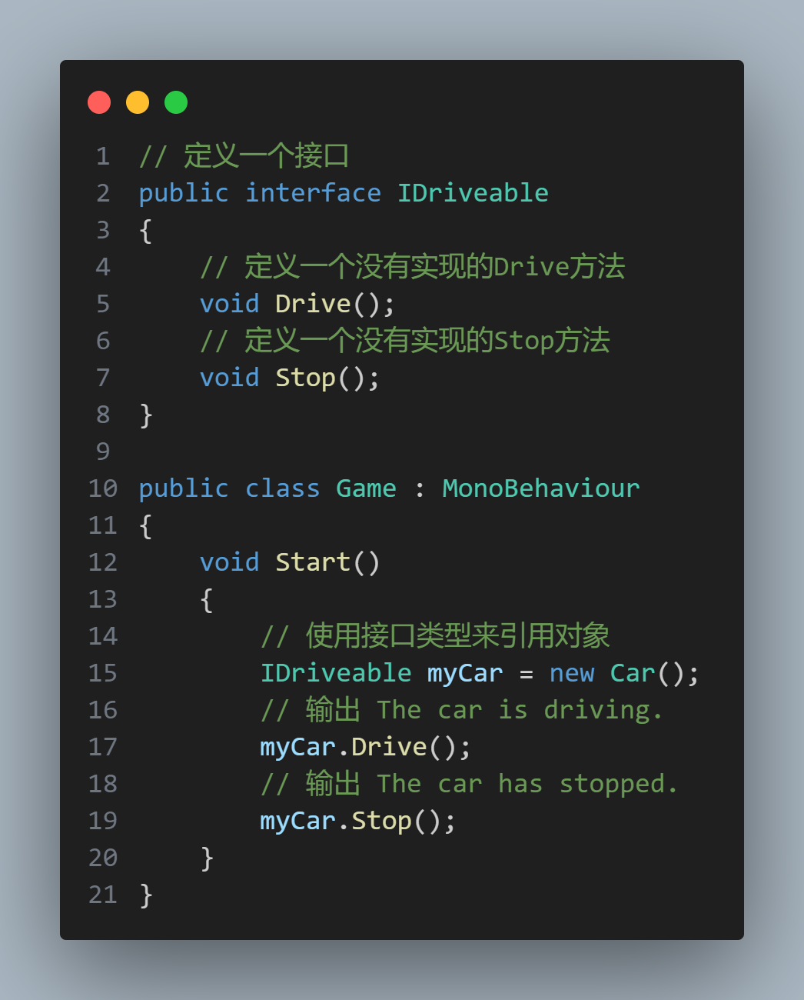 1 // 定义一个接口
2 public interface IDriveable
3 {
4     // 定义一个没有实现的Drive方法
5     void Drive();
6     // 定义一个没有实现的Stop方法
7     void Stop();
8 }
9
10 public class Game : MonoBehaviour
11 {
12     void Start()
13     {
14         // 使用接口类型来引用对象
15         IDriveable myCar = new Car();
16         // 输出 The car is driving.
17         myCar.Drive();
18         // 输出 The car has stopped.
19         myCar.Stop();
20     }
21 }